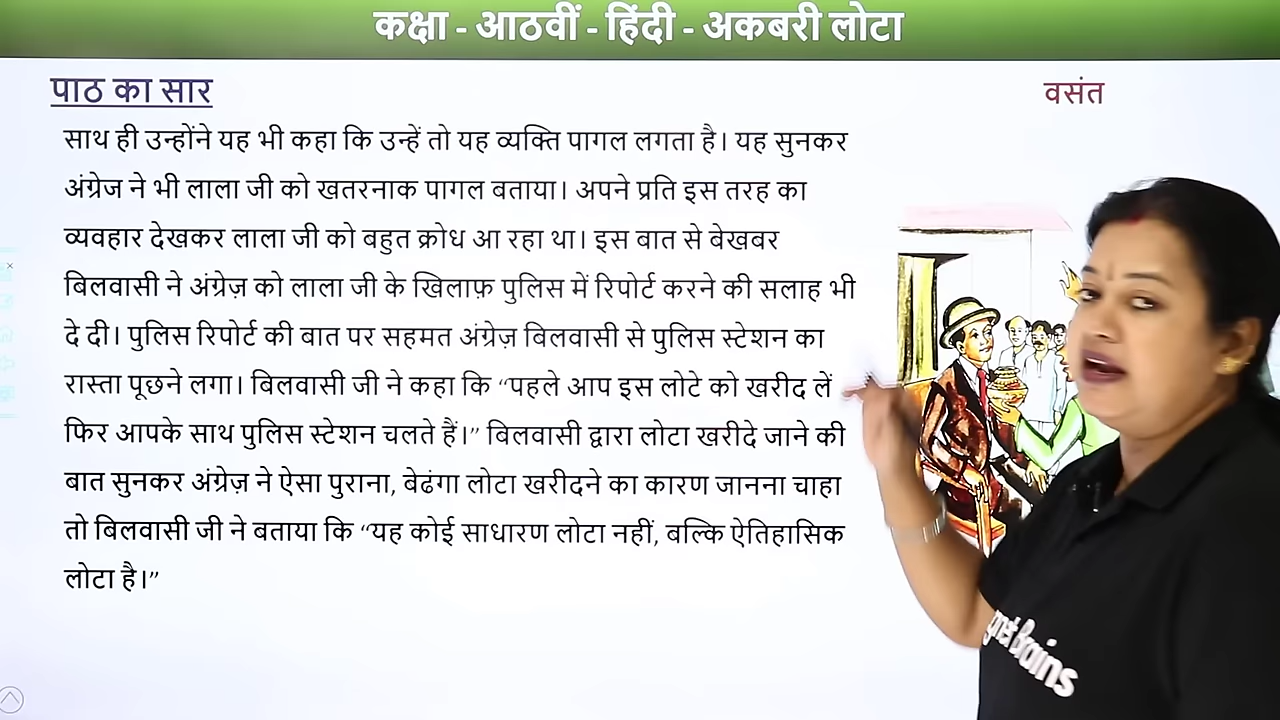 कक्षा - आठवीं - हिंदी - अकबरी लोटा
पाठ का सार
वसंत
साथ ही उन्होंने यह भी कहा कि उन्हें तो यह व्यक्ति पागल लगता है। यह सुनकर
अंग्रेज ने भी लाला जी को खतरनाक पागल बताया। अपने प्रति इस तरह का
व्यवहार देखकर लाला जी को बहुत क्रोध आ रहा था। इस बात से बेखबर
बिलवासी ने अंग्रेज़ को लाला जी के खिलाफ़ पुलिस में रिपोर्ट करने की सलाह भी
दे दी। पुलिस रिपोर्ट की बात पर सहमत अंग्रेज़ बिलवासी से पुलिस स्टेशन का
रास्ता पूछने लगा। बिलवासी जी ने कहा कि “पहले आप इस लोटे को खरीद लें
फिर आपके साथ पुलिस स्टेशन चलते हैं।” बिलवासी द्वारा लोटा खरीदे जाने की
बात सुनकर अंग्रेज़ ने ऐसा पुराना, बेढंगा लोटा खरीदने का कारण जानना चाहा
तो बिलवासी जी ने बताया कि “यह कोई साधारण लोटा नहीं, बल्कि ऐतिहासिक
लोटा है।”
Brains